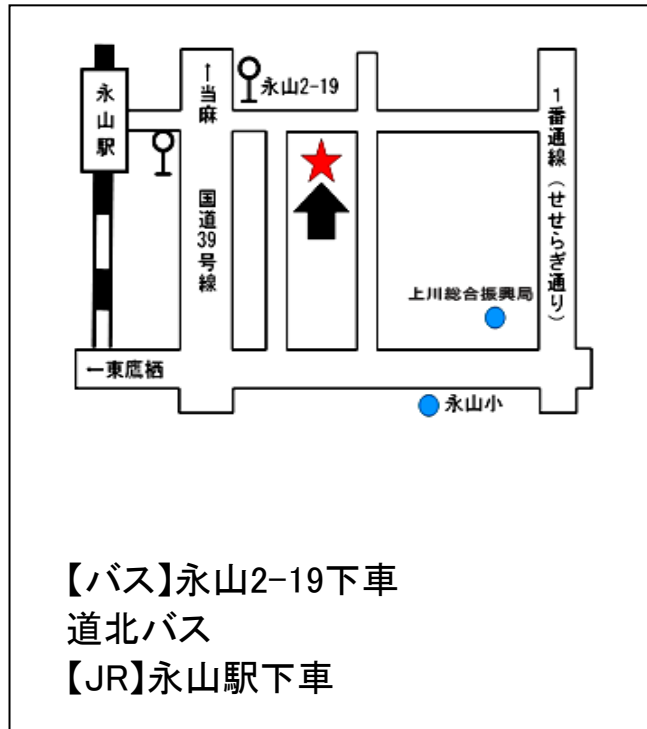 永山駅
↑当麻
永山2-19
国道39号線
1番通線(せせらぎ通り)
上川総合振興局
←東鷹栖
永山小
【バス】永山2-19下車
道北バス
【JR】永山駅下車